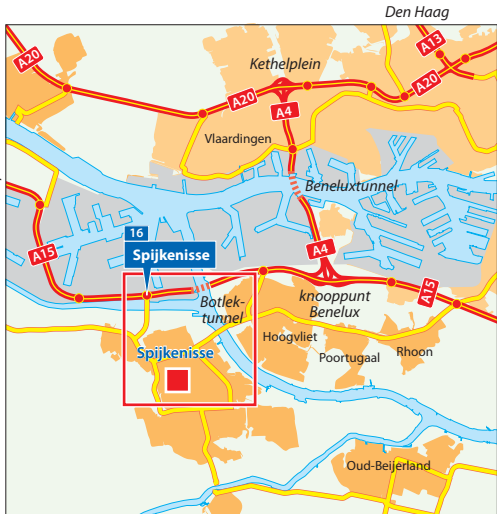 Den Haag
A20
A13
Kethelplein
A20
A20
A4
Vlaardingen
Beneluxtunnel
16
Spijkenisse
A4
A15
Botlek-
tunnel
knooppunt
Benelux
A15
Hoogvliet
Spijkenisse
Poortugaal
Rhoon
Oud-Beijerland